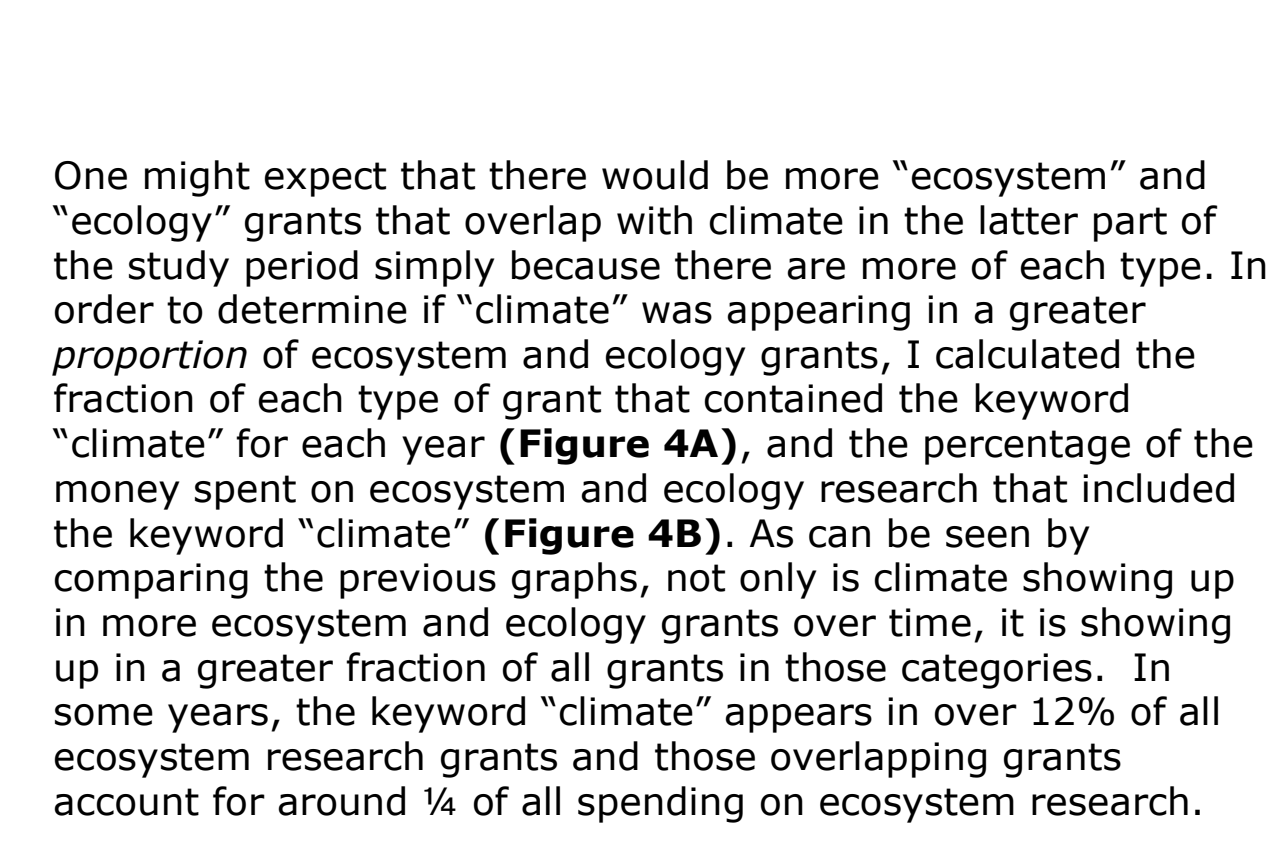 One might expect that there would be more “ecosystem” and
“ecology” grants that overlap with climate in the latter part of
the study period simply because there are more of each type. In
order to determine if “climate” was appearing in a greater
proportion of ecosystem and ecology grants, I calculated the
fraction of each type of grant that contained the keyword
“climate” for each year (Figure 4A), and the percentage of the
money spent on ecosystem and ecology research that included
the keyword “climate” (Figure 4B). As can be seen by
comparing the previous graphs, not only is climate showing up
in more ecosystem and ecology grants over time, it is showing
up in a greater fraction of all grants in those categories.  In
some years, the keyword “climate” appears in over 12% of all
ecosystem research grants and those overlapping grants
account for around ¼ of all spending on ecosystem research.